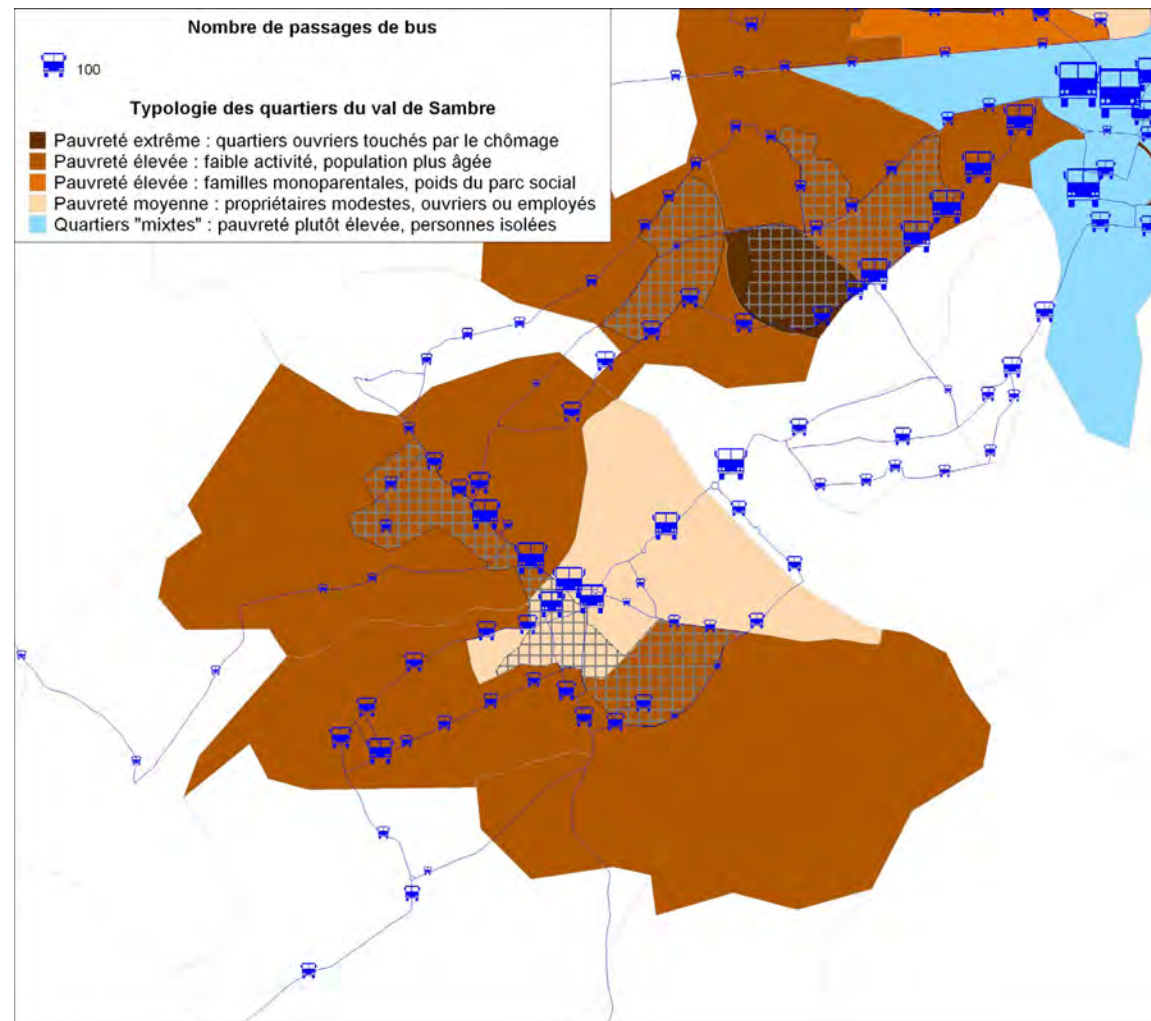 Nombre de passages de bus
100
Typologie des quartiers du val de Sambre
Pauvreté extrême : quartiers ouvriers touchés par le chômage
Pauvreté élevée : faible activité, population plus âgée
Pauvreté élevée : familles monoparentales, poids du parc social
Pauvreté moyenne : propriétaires modestes, ouvriers ou employés
Quartiers "mixtes" : pauvreté plutôt élevée, personnes isolées